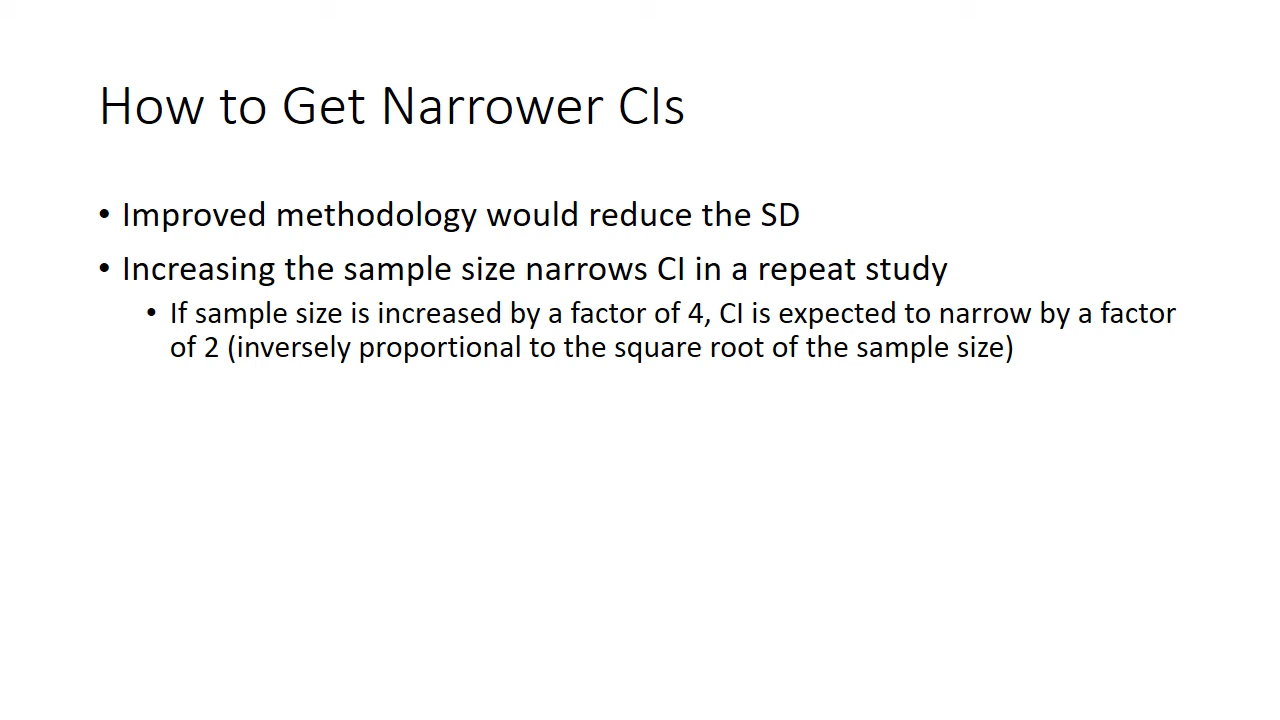 How to Get Narrower CIs
• Improved methodology would reduce the SD
• Increasing the sample size narrows CI in a repeat study
• If sample size is increased by a factor of 4, CI is expected to narrow by a factor
of 2 (inversely proportional to the square root of the sample size)